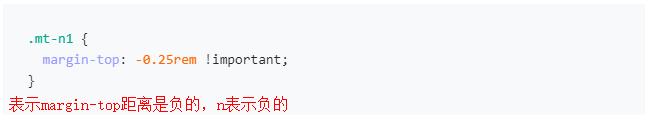 .mt-n1 {
margin-top: -0.25rem !important;
}
表示margin-top距离是负的，n表示负的